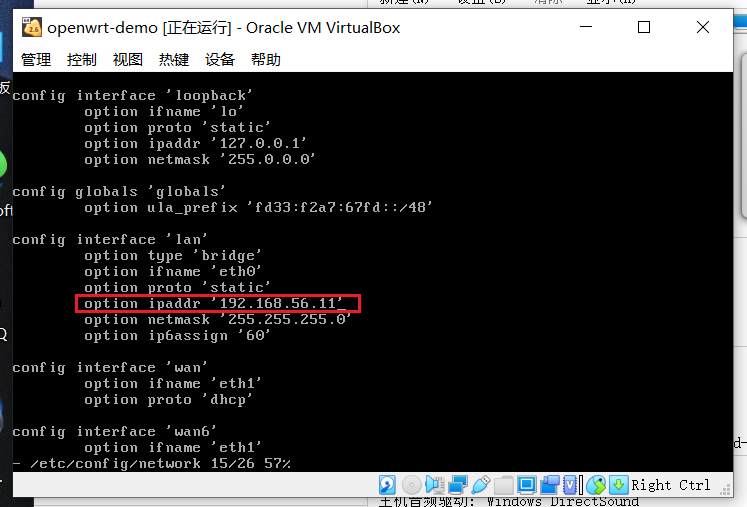 openwrt-demo [正在运行] - Oracle VM VirtualBox
管理 控制 视图 热键 设备 帮助
config interface 'loopback'
option ifname 'lo'
option proto 'static'
option ipaddr '127.0.0.1'
option netmask '255.0.0.0'
config globals 'globals'
option ula_prefix 'fd33:f2a7:67fd::/48'
config interface 'lan'
option type 'bridge'
option ifname 'eth0'
option proto 'static'
option ipaddr '192.168.56.11'
option netmask '255.255.255.0'
option ip6assign '60'
config interface 'wan'
option ifname 'eth1'
option proto 'dhcp'
config interface 'wan6'
option ifname 'eth1'
- /etc/config/network 15/26 57%
Right Ctrl
主机音频驱动: Windows DirectSound